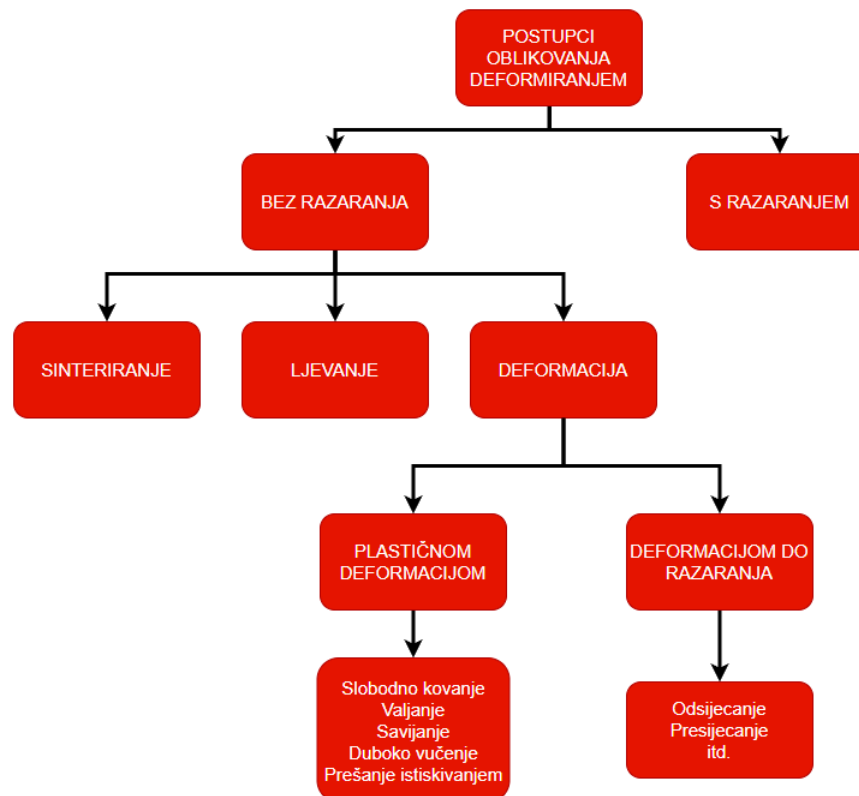 POSTUPCI
OBLIKOVANJA
DEFORMIRANJEM
BEZ RAZARANJA
S RAZARANJEM
SINTERIRANJE
LJEVANJE
DEFORMACIJA
PLASTIČNOM
DEFORMACIJOM
DEFORMACIJOM DO
RAZARANJA
Slobodno kovanje
Valjanje
Savijanje
Duboko vučenje
Prešanje istiskivanjem
Odsijecanje
Presijecanje
itd.